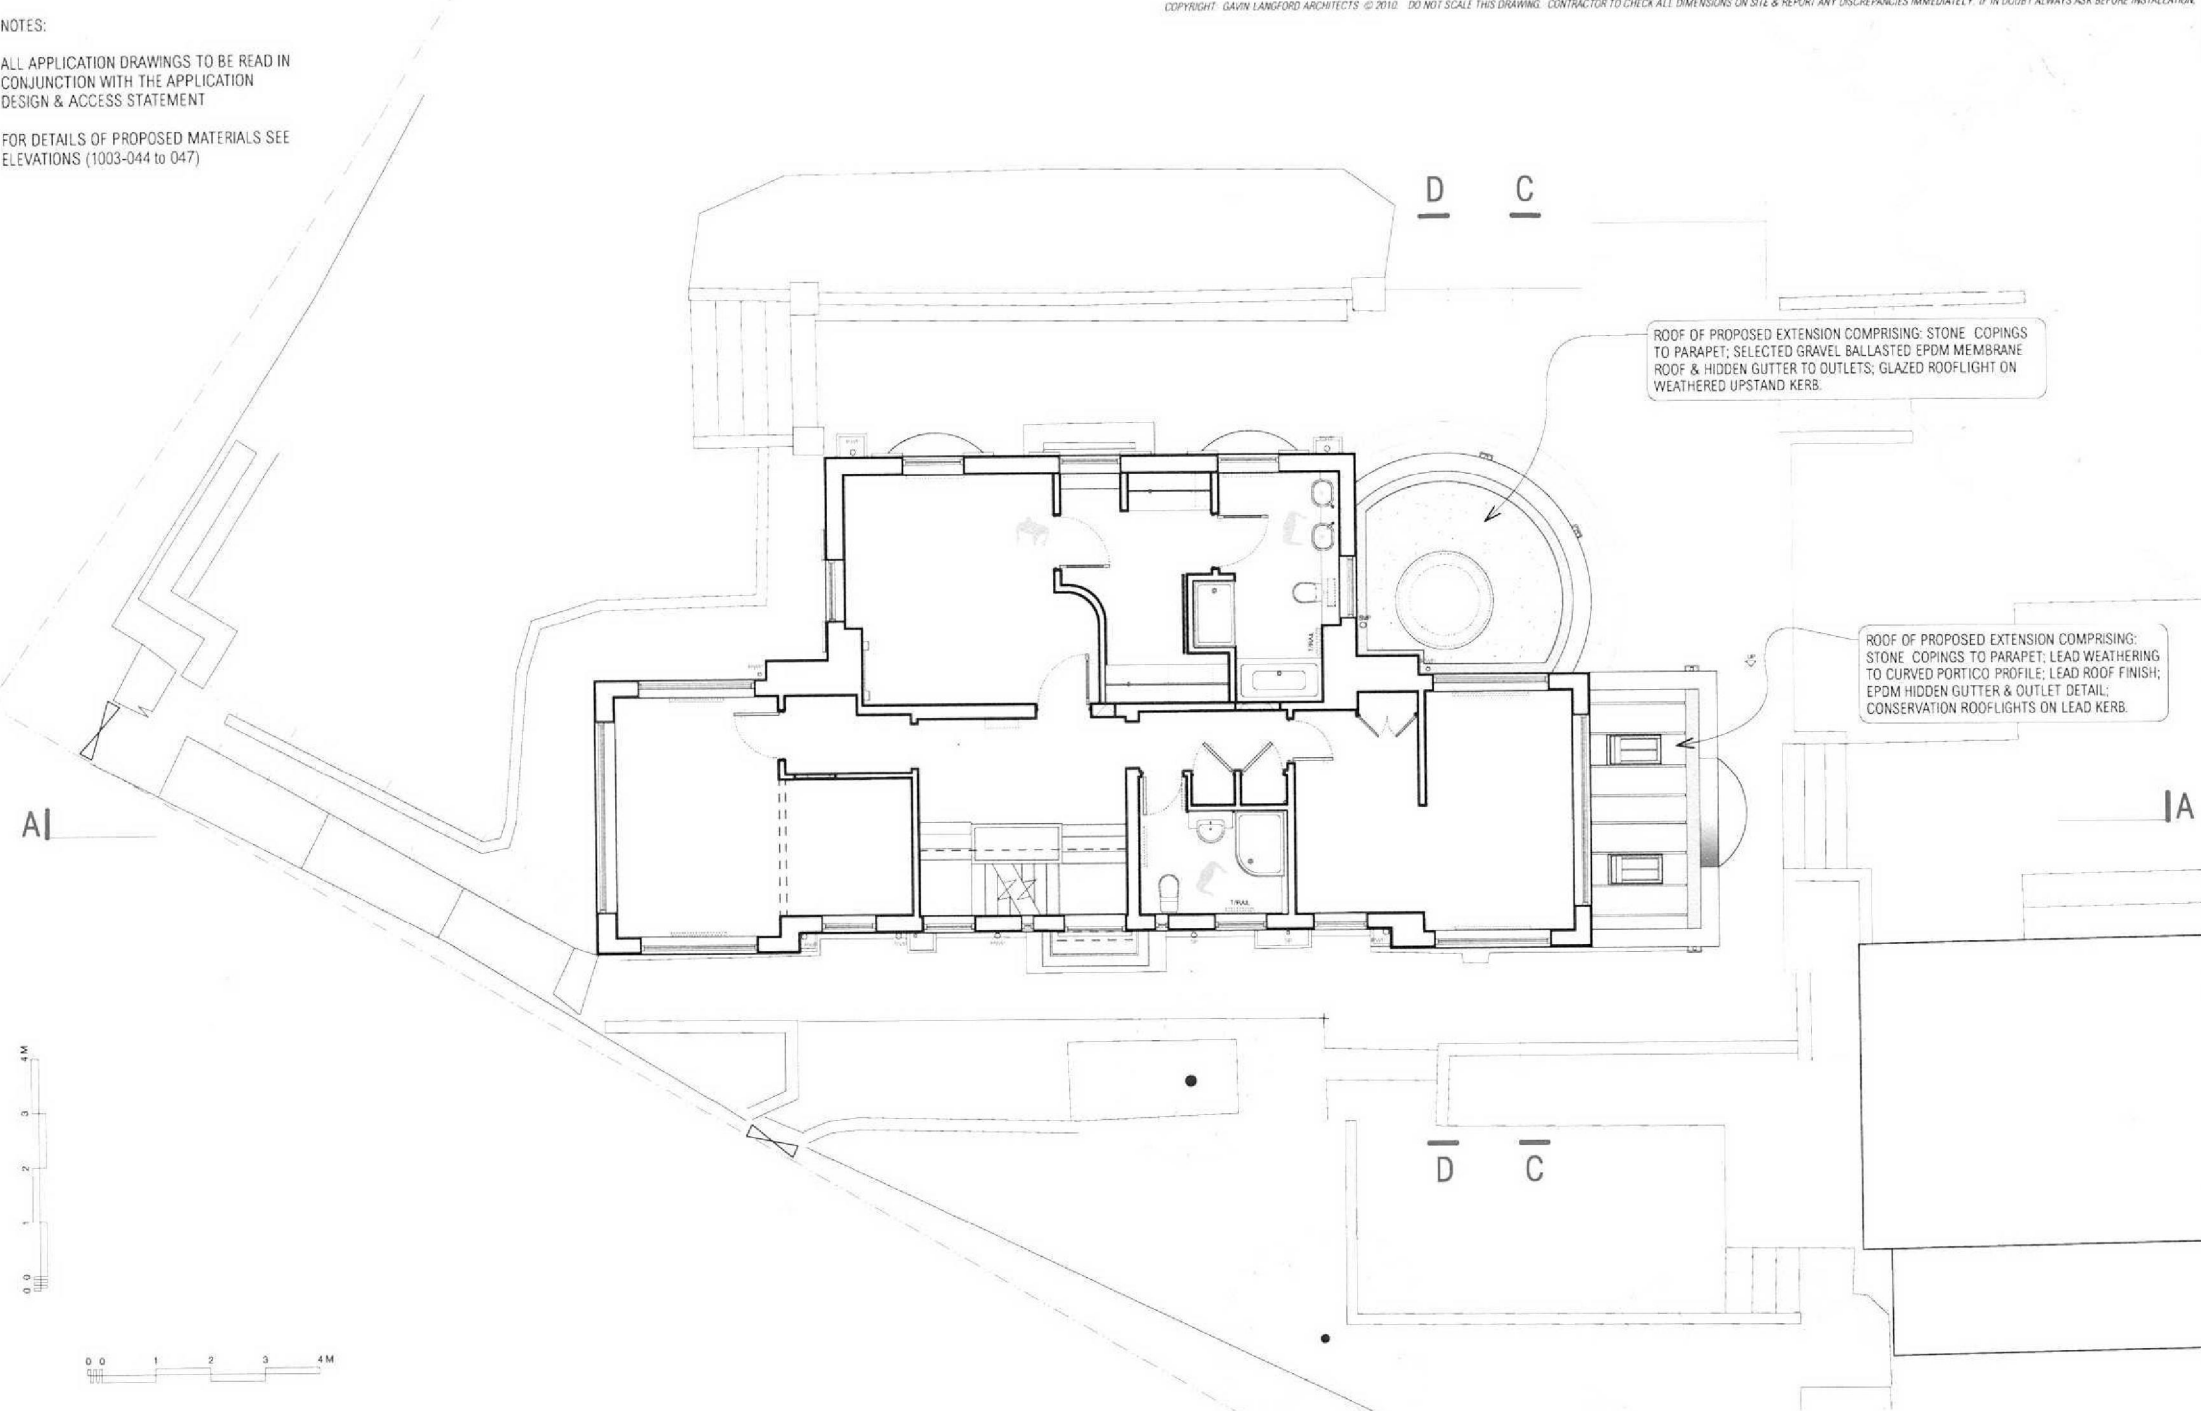 COPYRIGHT GAVIN LANGFORD ARCHITECTS © 2010. DO NOT SCALE THIS DRAWING. CONTRACTOR TO CHECK ALL DIMENSIONS ON SITE & REPORT ANY DISCREPANCIES IMMEDIATELY. IF IN DOUBT ALWAYS ASK BEFORE INSTALLATION.
NOTES:
ALL APPLICATION DRAWINGS TO BE READ IN
CONJUNCTION WITH THE APPLICATION
DESIGN & ACCESS STATEMENT
FOR DETAILS OF PROPOSED MATERIALS SEE
ELEVATIONS (1003-044 to 047)
D C
ROOF OF PROPOSED EXTENSION COMPRISING: STONE COPINGS
TO PARAPET; SELECTED GRAVEL BALLASTED EPDM MEMBRANE
ROOF & HIDDEN GUTTER TO OUTLETS; GLAZED ROOFLIGHT ON
WEATHERED UPSTAND KERB.
ROOF OF PROPOSED EXTENSION COMPRISING:
STONE COPINGS TO PARAPET; LEAD WEATHERING
TO CURVED PORTICO PROFILE; LEAD ROOF FINISH;
EPDM HIDDEN GUTTER & OUTLET DETAIL;
CONSERVATION ROOFLIGHTS ON LEAD KERB.
T/RAIL
A
A
T/RAIL
D C
4M
3
2
1
0 0
0 0 1 2 3 4M